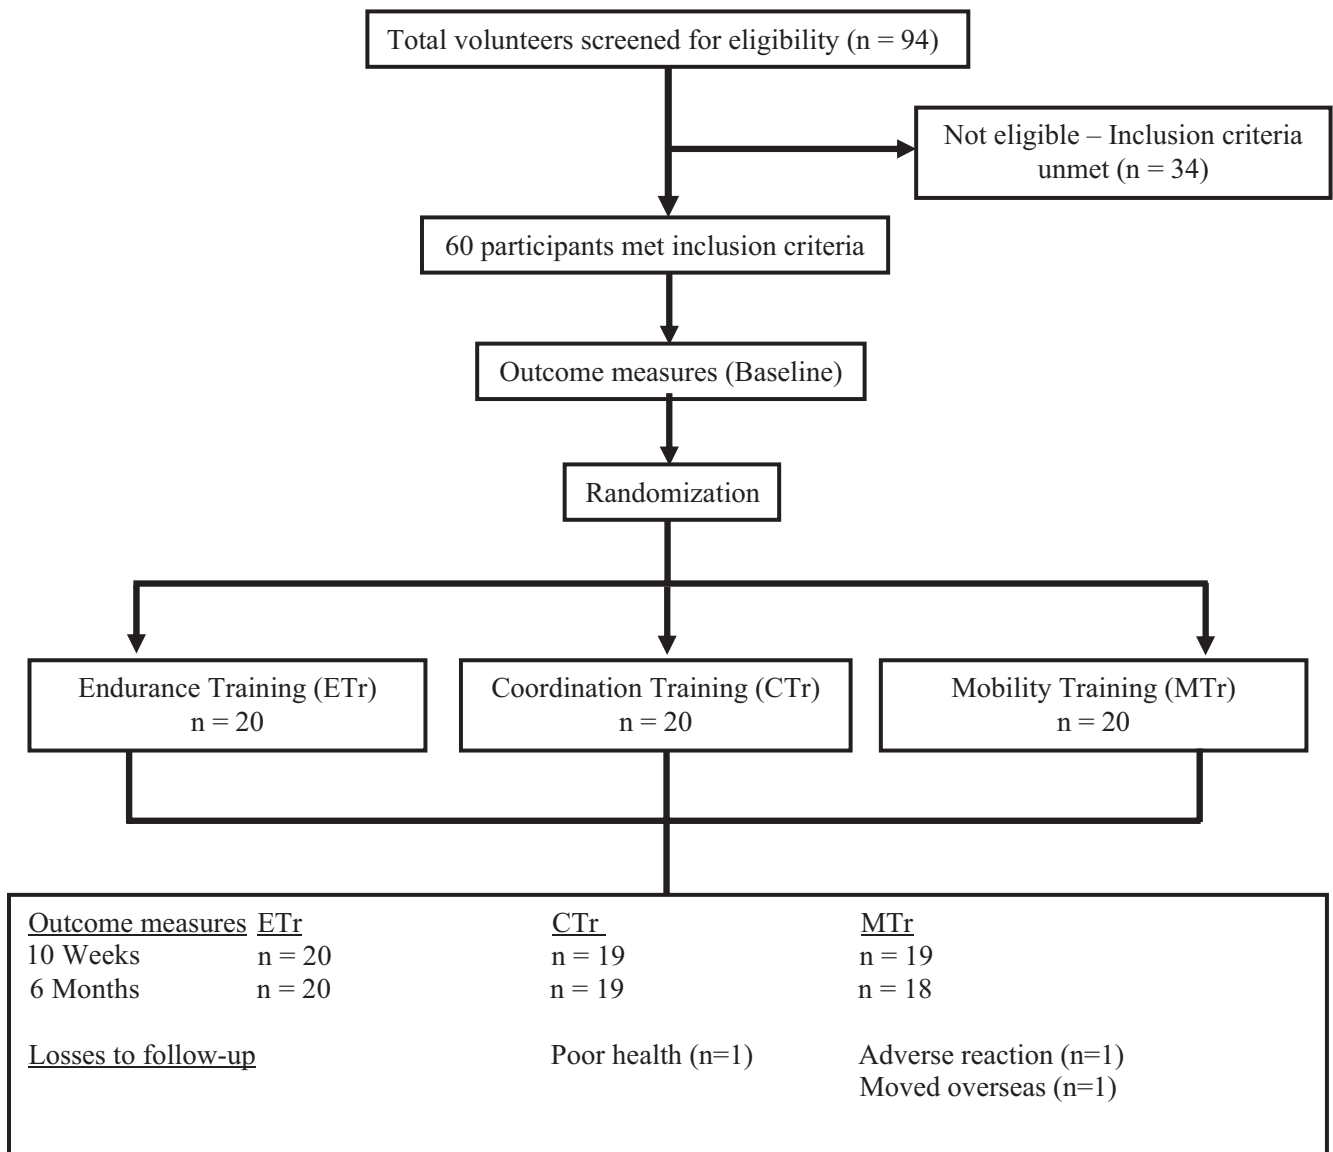 Total volunteers screened for eligibility (n = 94)
Not eligible – Inclusion criteria
unmet (n = 34)
60 participants met inclusion criteria
Outcome measures (Baseline)
Randomization
Endurance Training (ETr)
n = 20
Coordination Training (CTr)
n = 20
Mobility Training (MTr)
n = 20
Outcome measures ETr CTr MTr
10 Weeks n = 20 n = 19 n = 19
6 Months n = 20 n = 19 n = 18
Losses to follow-up Poor health (n=1) Adverse reaction (n=1)
Moved overseas (n=1)